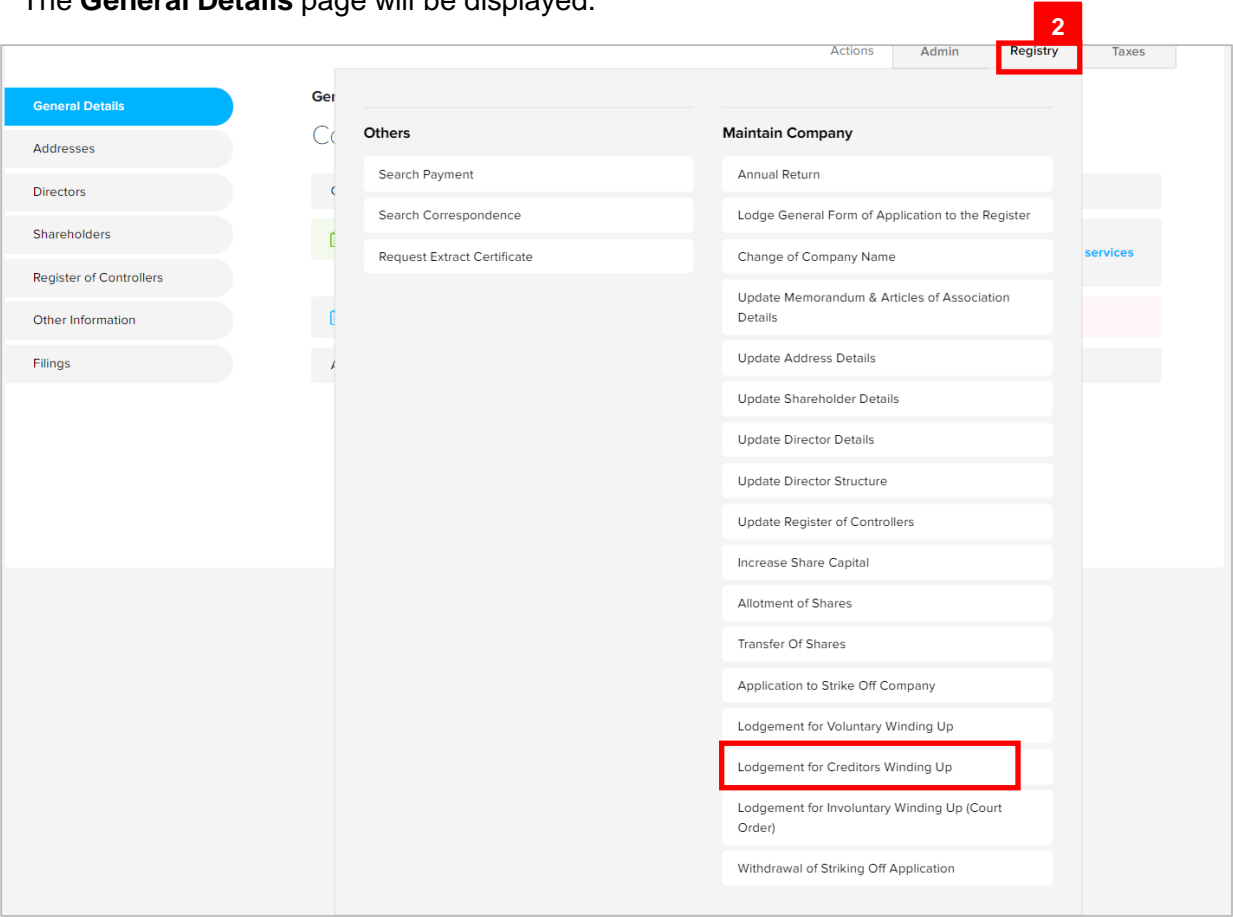 The General Details page will be displayed.
2
Actions
Admin
Registry
Taxes
General Details
Addresses
Directors
Shareholders
Register of Controllers
Other Information
Filings
Others
Search Payment
Search Correspondence
Request Extract Certificate
Maintain Company
Annual Return
Lodge General Form of Application to the Register
Change of Company Name
Update Memorandum & Articles of Association
Details
Update Address Details
Update Shareholder Details
Update Director Details
Update Director Structure
Update Register of Controllers
Increase Share Capital
Allotment of Shares
Transfer Of Shares
Application to Strike Off Company
Lodgement for Voluntary Winding Up
Lodgement for Creditors Winding Up
Lodgement for Involuntary Winding Up (Court
Order)
Withdrawal of Striking Off Application
services